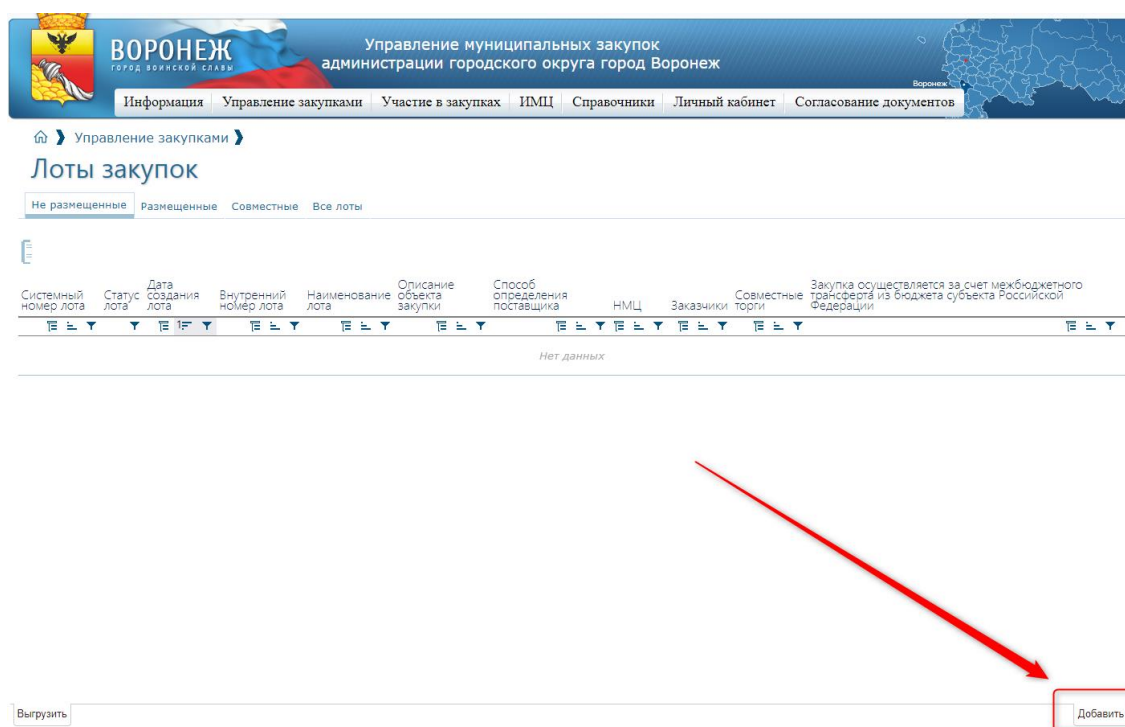 ВОРОНЕЖ
ГОРОД ВОИНСКОЙ СЛАВЫ
Управление муниципальных закупок
администрации городского округа город Воронеж
Воронеж
Информация Управление закупками Участие в закупках ИМЦ Справочники Личный кабинет Согласование документов
Управление закупками
Лоты закупок
Не размещенные Размещенные Совместные Все лоты
Системный номер лота
Статус лота
Дата создания лота
Внутренний номер лота
Наименование лота
Описание объекта закупки
Способ определения поставщика
НМЦ
Заказчики
Совместные торги
Закупка осуществляется за счет межбюджетного трансферта из бюджета субъекта Российской Федерации
Нет данных
Выгрузить
Добавить